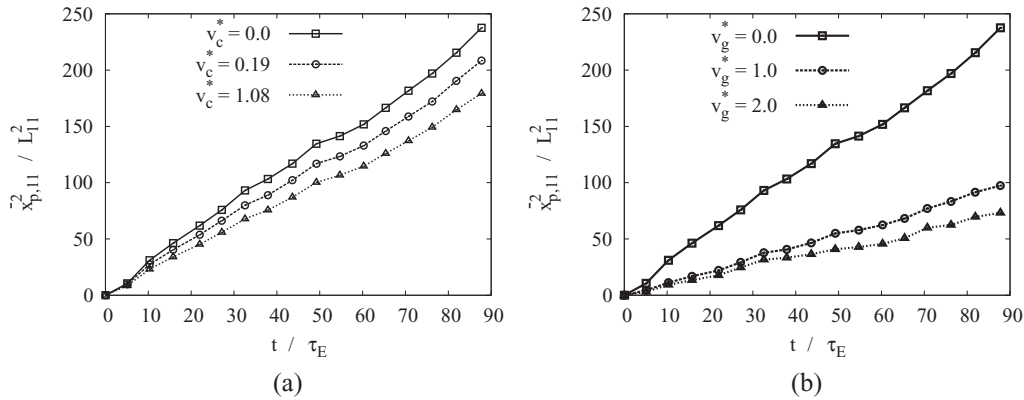 250
200
150
100
50
0
x̄²p,11 / L²11
v*c = 0.0
v*c = 0.19
v*c = 1.08
0 10 20 30 40 50 60 70 80 90
t / τE
(a)
250
200
150
100
50
0
x̄²p,11 / L²11
v*g = 0.0
v*g = 1.0
v*g = 2.0
0 10 20 30 40 50 60 70 80 90 100
t / τE
(b)